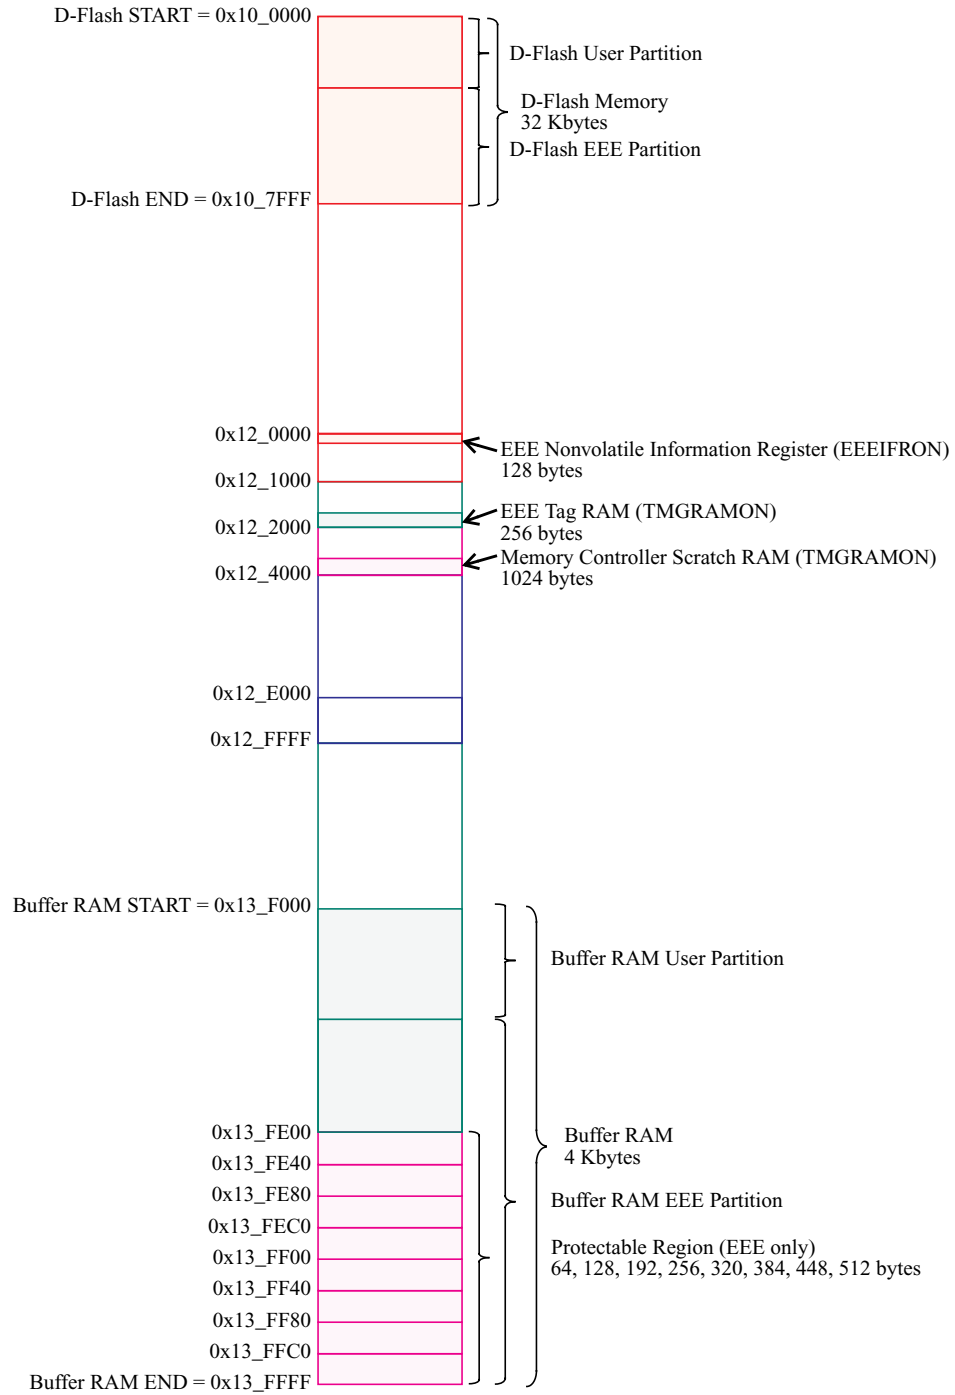 D-Flash START = 0x10_0000
D-Flash User Partition
D-Flash Memory
32 Kbytes
D-Flash EEE Partition
D-Flash END = 0x10_7FFF
0x12_0000
EEE Nonvolatile Information Register (EEEIFRON)
128 bytes
0x12_1000
EEE Tag RAM (TMGRAMON)
256 bytes
0x12_2000
Memory Controller Scratch RAM (TMGRAMON)
1024 bytes
0x12_4000
0x12_E000
0x12_FFFF
Buffer RAM START = 0x13_F000
Buffer RAM User Partition
0x13_FE00
Buffer RAM
4 Kbytes
0x13_FE40
0x13_FE80
Buffer RAM EEE Partition
0x13_FEC0
Protectable Region (EEE only)
64, 128, 192, 256, 320, 384, 448, 512 bytes
0x13_FF00
0x13_FF40
0x13_FF80
0x13_FFC0
Buffer RAM END = 0x13_FFFF